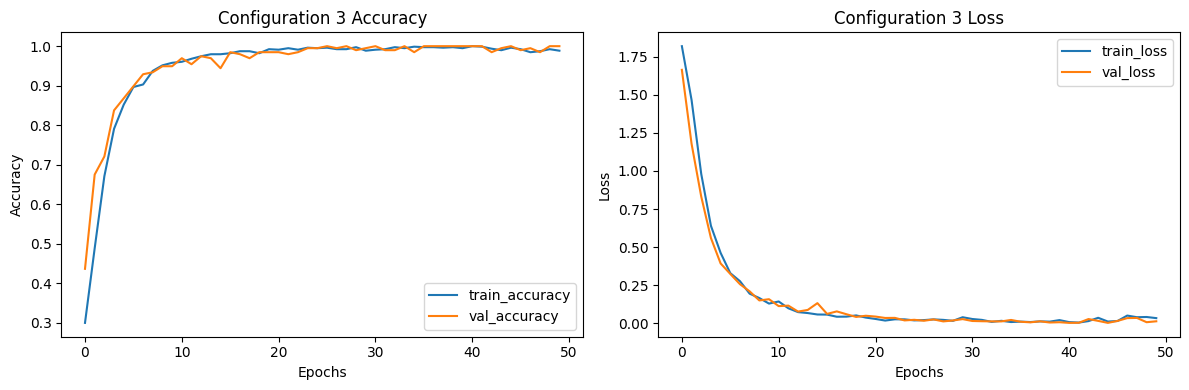 Configuration 3 Accuracy
1.0
0.9
0.8
0.7
0.6
0.5
0.4
0.3
Accuracy
0 10 20 30 40 50
Epochs
train_accuracy
val_accuracy
Configuration 3 Loss
1.75
1.50
1.25
1.00
0.75
0.50
0.25
0.00
Loss
0 10 20 30 40 50
Epochs
train_loss
val_loss